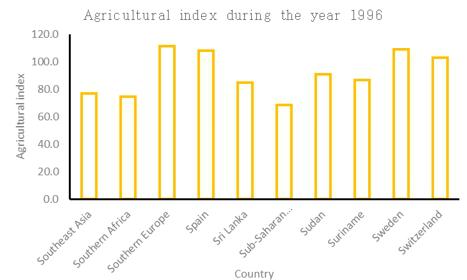 Agricultural index during the year 1996
Agricultural index
120.0
100.0
80.0
60.0
40.0
20.0
0.0
Southeast Asia
Southern Africa
Southern Europe
Spain
Sri Lanka
Sub-Saharan...
Sudan
Suriname
Sweden
Switzerland
Country